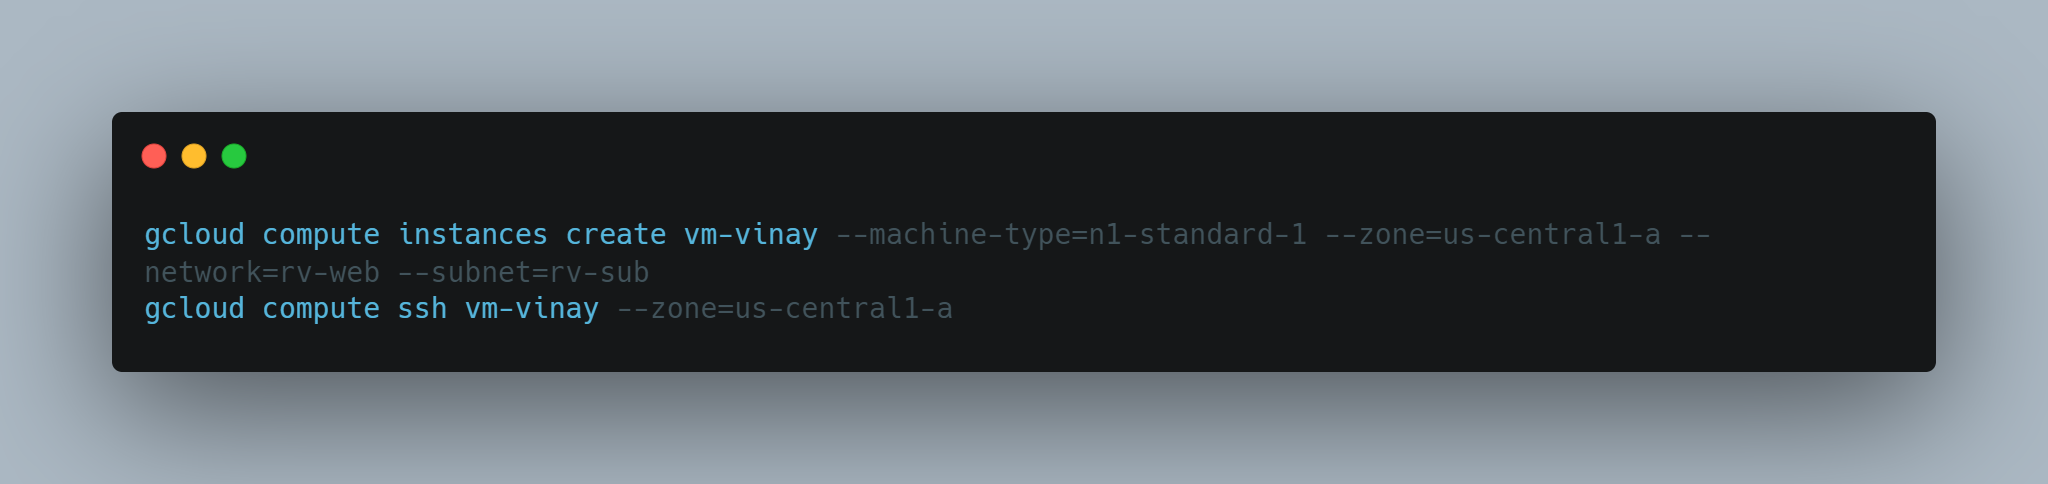 gcloud compute instances create vm-vinay --machine-type=n1-standard-1 --zone=us-central1-a --
network=rv-web --subnet=rv-sub
gcloud compute ssh vm-vinay --zone=us-central1-a